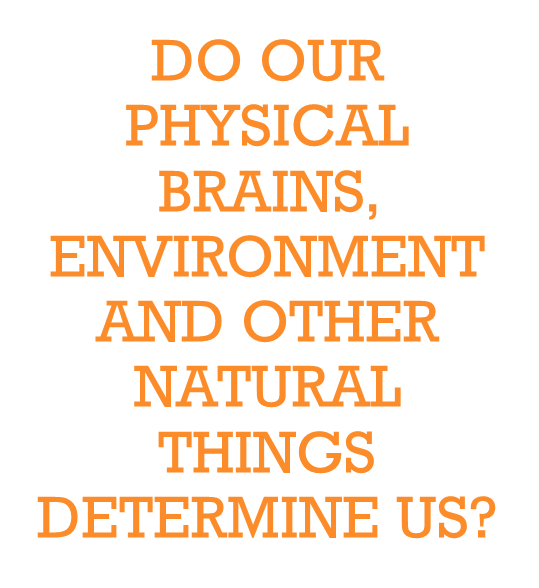 DO OUR
PHYSICAL
BRAINS,
ENVIRONMENT
AND OTHER
NATURAL
THINGS
DETERMINE US?